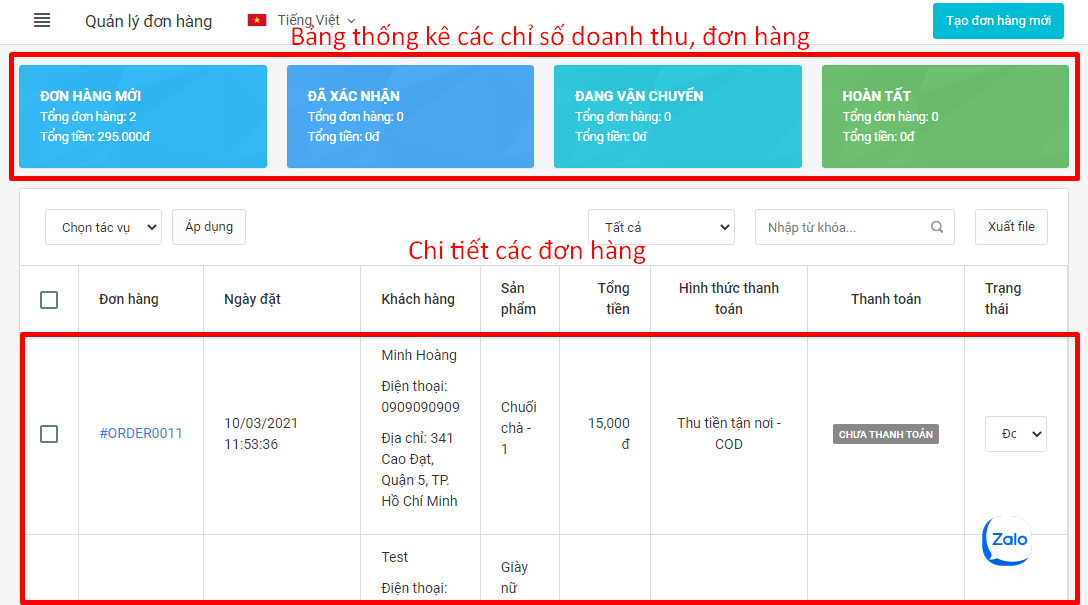 Quản lý đơn hàng
Tiếng Việt
Tạo đơn hàng mới
Bảng thống kê các chỉ số doanh thu, đơn hàng
ĐƠN HÀNG MỚI
Tổng đơn hàng: 2
Tổng tiền: 295.000đ
ĐÃ XÁC NHẬN
Tổng đơn hàng: 0
Tổng tiền: 0đ
ĐANG VẬN CHUYỂN
Tổng đơn hàng: 0
Tổng tiền: 0đ
HOÀN TẤT
Tổng đơn hàng: 0
Tổng tiền: 0đ
Chọn tác vụ
Áp dụng
Tất cả
Nhập từ khóa...
Xuất file
Chi tiết các đơn hàng
Đơn hàng
Ngày đặt
Khách hàng
Sản
phẩm
Tổng
tiền
Hình thức thanh
toán
Thanh toán
Trạng
thái
#ORDER0011
10/03/2021
11:53:36
Minh Hoàng
Điện thoại:
0909090909
Địa chỉ: 341
Cao Đạt,
Quận 5, TP.
Hồ Chí Minh
Chuối
chà -
1
15,000
đ
Thu tiền tận nơi -
COD
CHƯA THANH TOÁN
Đơ
Zalo
Test
Điện thoại:
Giày
nữ